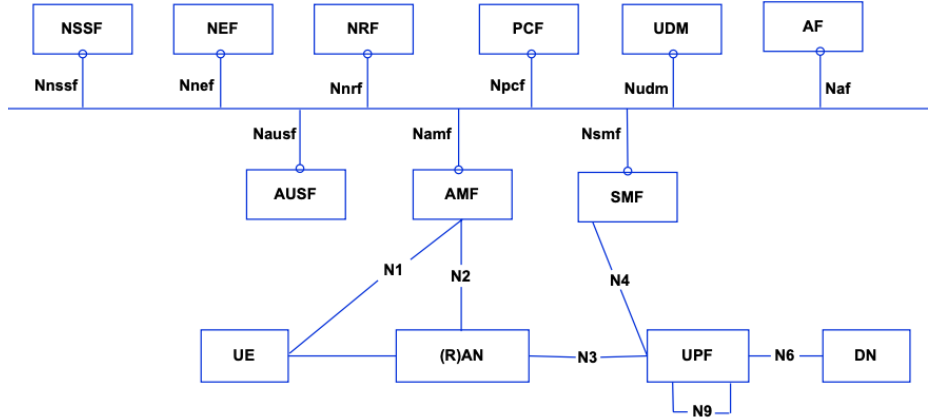 NSSF NEF NRF PCF UDM AF
Nnssf Nnef Nnrf Npcf Nudm Naf
Nausf Namf Nsmf
AUSF AMF SMF
N1 N2 N4
UE (R)AN N3 UPF N6 DN
N9